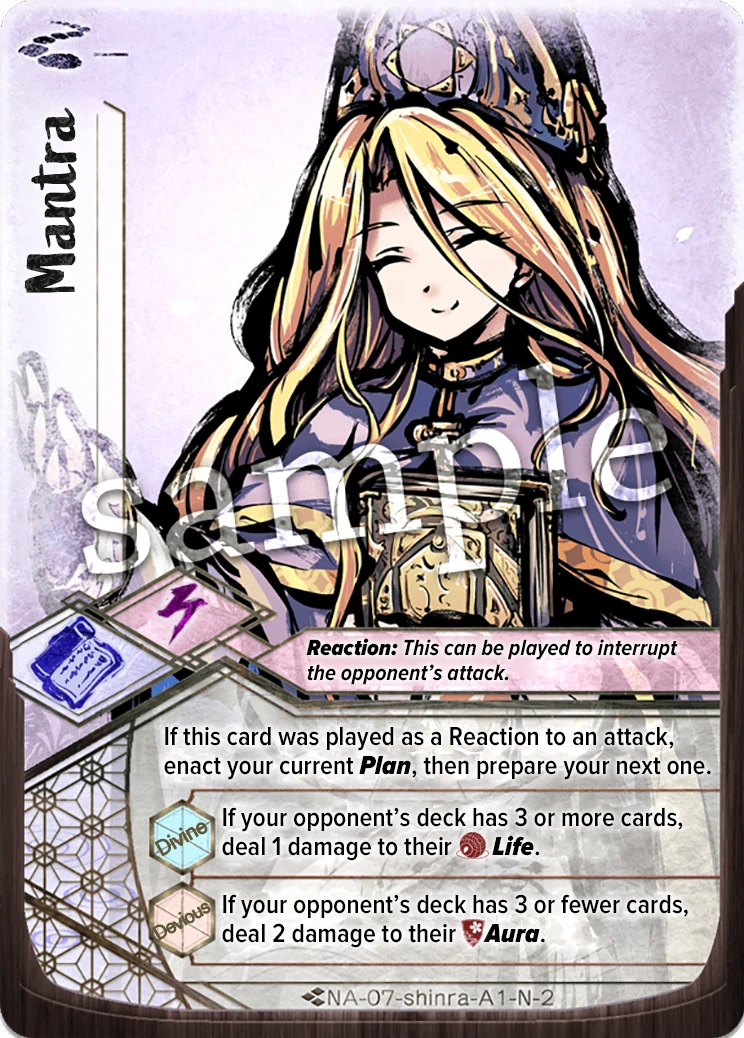 Mantra
sample
Reaction: This can be played to interrupt
the opponent's attack.
If this card was played as a Reaction to an attack,
enact your current Plan, then prepare your next one.
Divine
If your opponent's deck has 3 or more cards,
deal 1 damage to their Life.
Devious
If your opponent's deck has 3 or fewer cards,
deal 2 damage to their Aura.
NA-07-shinra-A1-N-2